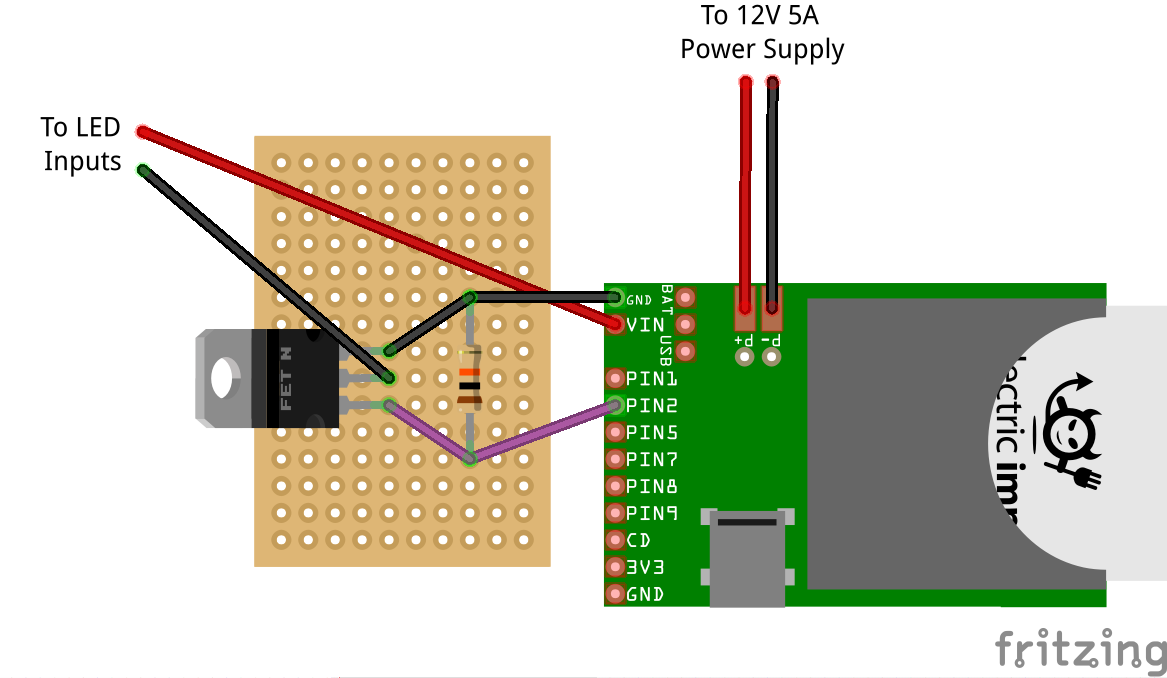 To 12V 5A
Power Supply
To LED
Inputs
FET N
GND
VIN
BAT
USB
P+
P-
PIN1
PIN2
PIN5
PIN7
PIN8
PIN9
CD
3V3
GND
lectric imp
fritzing